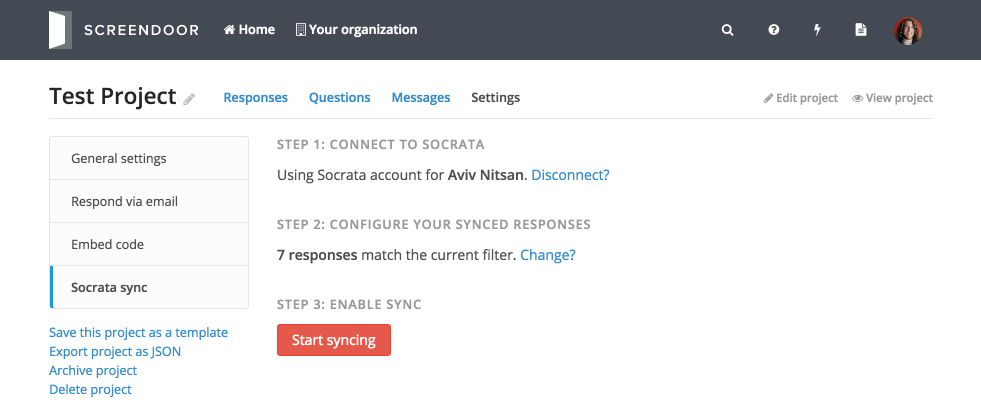 SCREENDOOR Home Your organization
Test Project Responses Questions Messages Settings Edit project View project
General settings
Respond via email
Embed code
Socrata sync
Save this project as a template
Export project as JSON
Archive project
Delete project
STEP 1: CONNECT TO SOCRATA
Using Socrata account for Aviv Nitsan. Disconnect?
STEP 2: CONFIGURE YOUR SYNCED RESPONSES
7 responses match the current filter. Change?
STEP 3: ENABLE SYNC
Start syncing